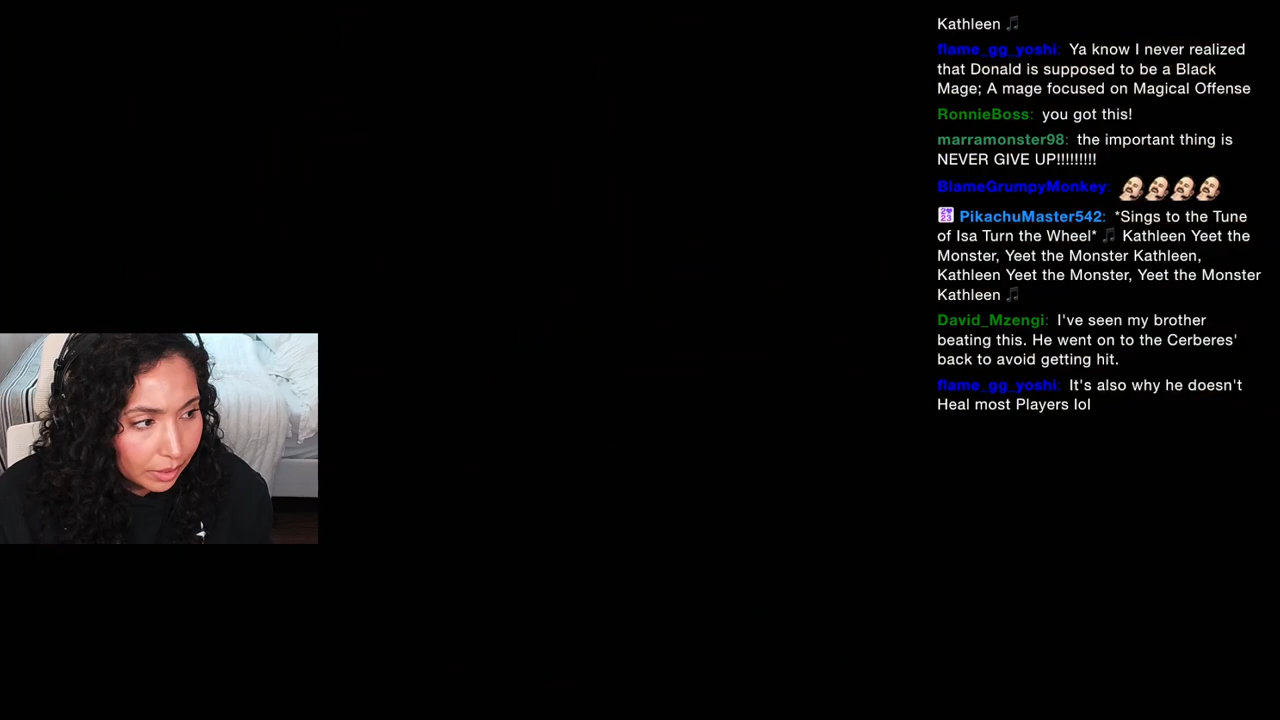 Kathleen 🎵
flame_gg_yoshi: Ya know I never realized
that Donald is supposed to be a Black
Mage; A mage focused on Magical Offense
RonnieBoss: you got this!
marramonster98: the important thing is
NEVER GIVE UP!!!!!!!!!
BlameGrumpyMonkey:
PikachuMaster542: *Sings to the Tune
of Isa Turn the Wheel* 🎵 Kathleen Yeet the
Monster, Yeet the Monster Kathleen,
Kathleen Yeet the Monster, Yeet the Monster
Kathleen 🎵
David_Mzengi: I've seen my brother
beating this. He went on to the Cerberes'
back to avoid getting hit.
flame_gg_yoshi: It's also why he doesn't
Heal most Players lol